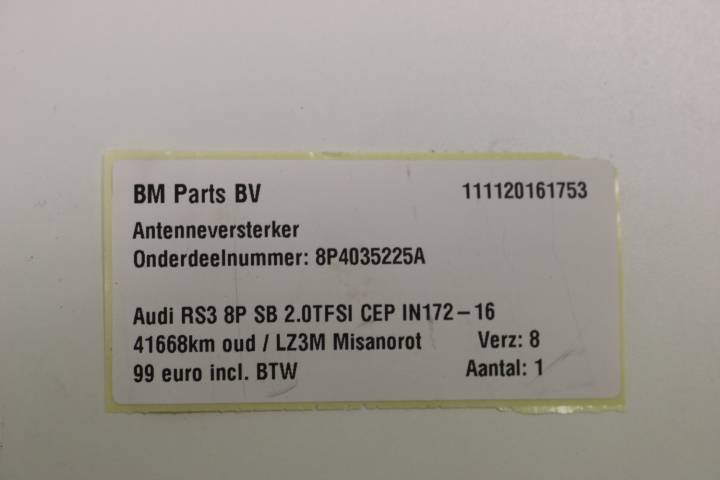 BM Parts BV 111120161753
Antenneversterker
Onderdeelnummer: 8P4035225A
Audi RS3 8P SB 2.0TFSI CEP IN172-16
41668km oud / LZ3M Misanorot Verz: 8
99 euro incl. BTW Aantal: 1